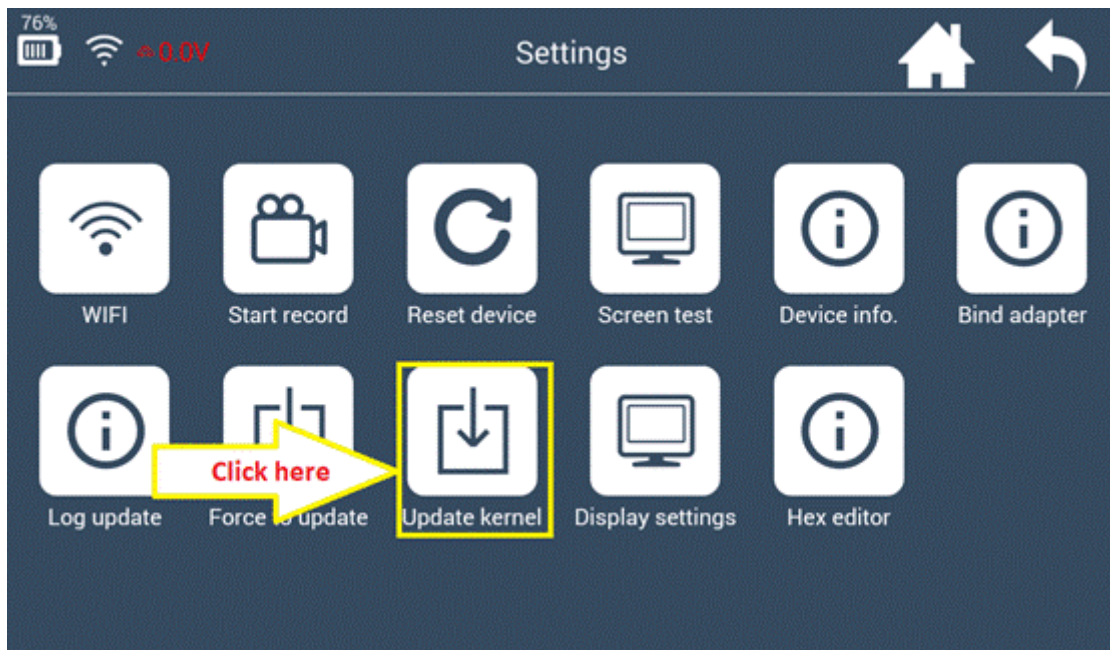 76%
0.0V
Settings
WIFI
Start record
Reset device
Screen test
Device info.
Bind adapter
Click here
Log update
Force to update
Update kernel
Display settings
Hex editor